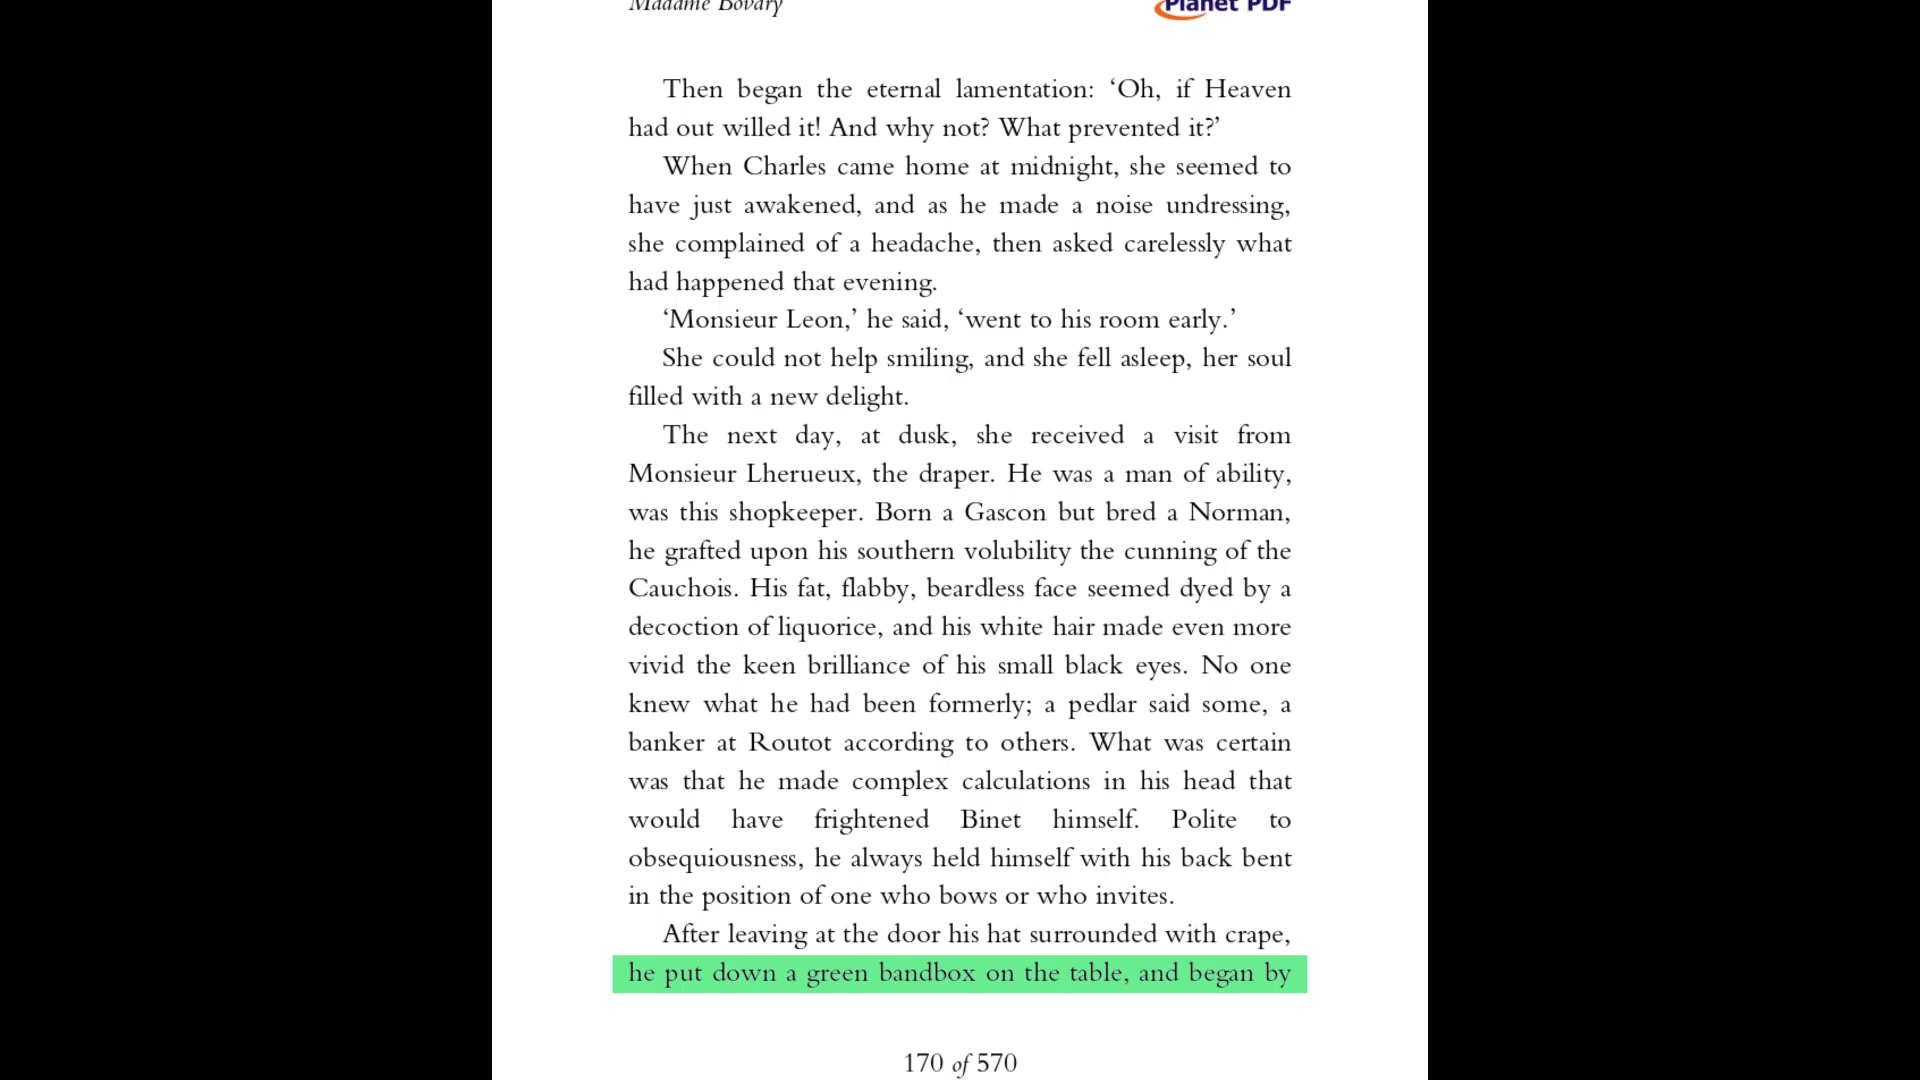 Madame Bovary
Planet PDF
Then began the eternal lamentation: ‘Oh, if Heaven
had out willed it! And why not? What prevented it?’
When Charles came home at midnight, she seemed to
have just awakened, and as he made a noise undressing,
she complained of a headache, then asked carelessly what
had happened that evening.
‘Monsieur Leon,’ he said, ‘went to his room early.’
She could not help smiling, and she fell asleep, her soul
filled with a new delight.
The next day, at dusk, she received a visit from
Monsieur Lherueux, the draper. He was a man of ability,
was this shopkeeper. Born a Gascon but bred a Norman,
he grafted upon his southern volubility the cunning of the
Cauchois. His fat, flabby, beardless face seemed dyed by a
decoction of liquorice, and his white hair made even more
vivid the keen brilliance of his small black eyes. No one
knew what he had been formerly; a pedlar said some, a
banker at Routot according to others. What was certain
was that he made complex calculations in his head that
would have frightened Binet himself. Polite to
obsequiousness, he always held himself with his back bent
in the position of one who bows or who invites.
After leaving at the door his hat surrounded with crape,
he put down a green bandbox on the table, and began by
170 of 570